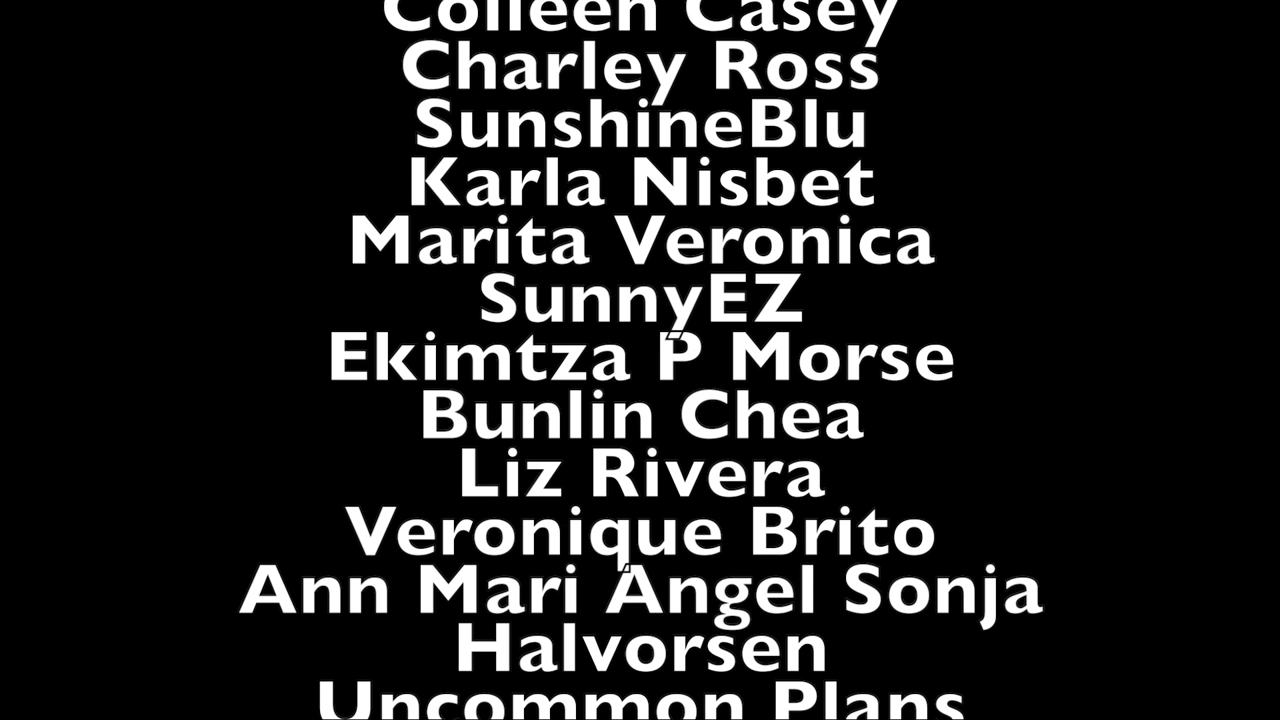 Colleen Casey
Charley Ross
SunshineBlu
Karla Nisbet
Marita Veronica
SunnyEZ
Ekimtza P Morse
Bunlin Chea
Liz Rivera
Veronique Brito
Ann Mari Angel Sonja
Halvorsen
Uncommon Plans